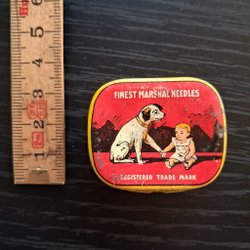 FINEST MARSHAL NEEDLES
REGISTERED TRADE MARK